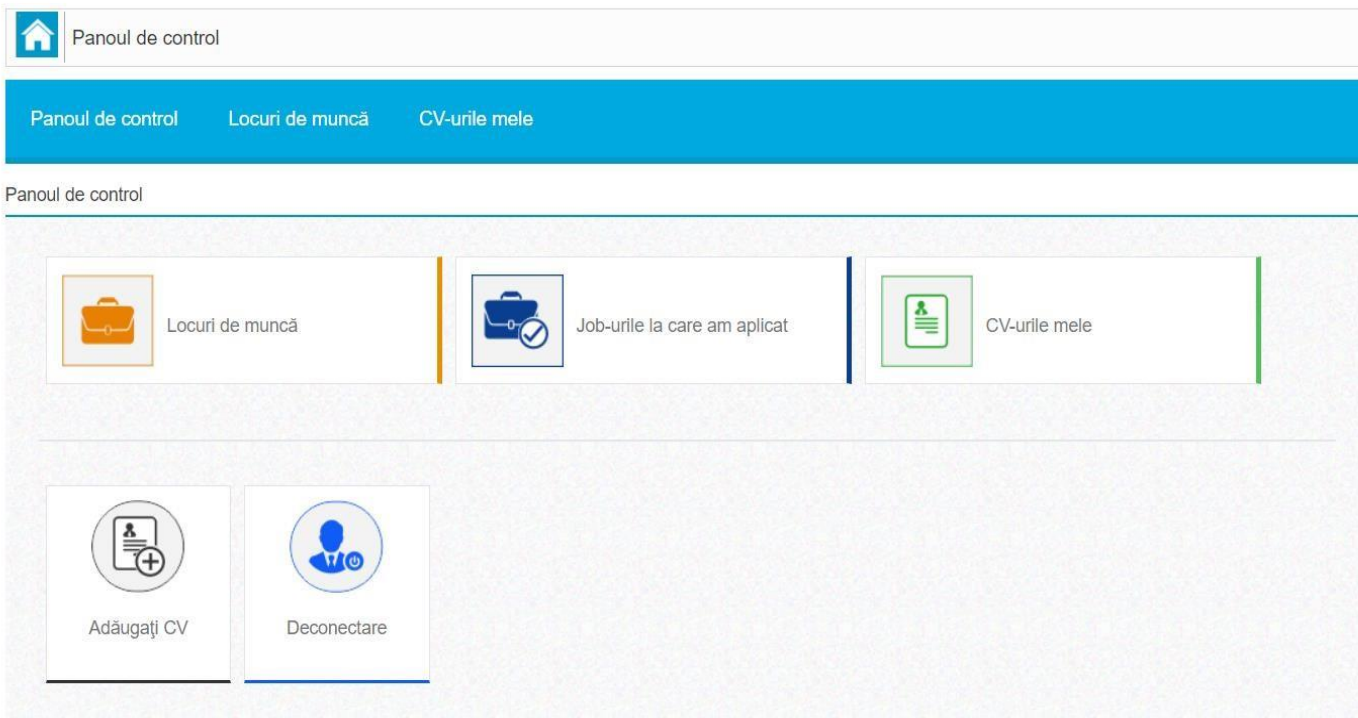 Panoul de control
Panoul de control Locuri de muncă CV-urile mele
Panoul de control
Locuri de muncă Job-urile la care am aplicat CV-urile mele
Adăugaţi CV Deconectare